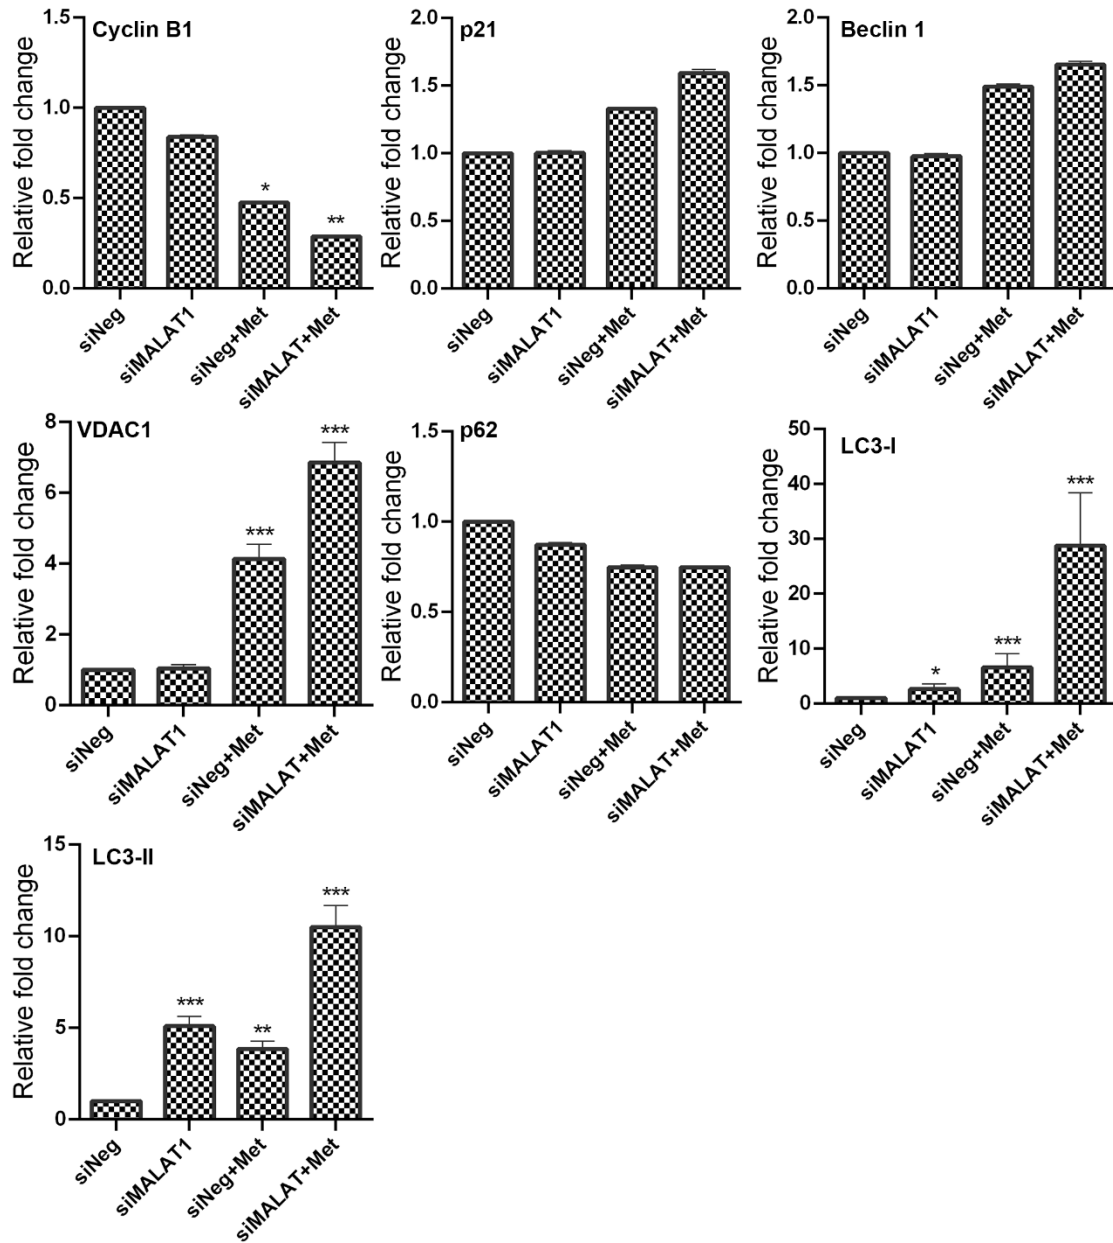 Cyclin B1
Relative fold change
1.5
1.0
0.5
0.0
*
**
siNeg
siMALAT1
siNeg+Met
siMALAT+Met
p21
Relative fold change
2.0
1.5
1.0
0.5
0.0
siNeg
siMALAT1
siNeg+Met
siMALAT+Met
Beclin 1
Relative fold change
2.0
1.5
1.0
0.5
0.0
siNeg
siMALAT1
siNeg+Met
siMALAT+Met
VDAC1
Relative fold change
8
6
4
2
0
***
***
siNeg
siMALAT1
siNeg+Met
siMALAT+Met
p62
Relative fold change
1.5
1.0
0.5
0.0
siNeg
siMALAT1
siNeg+Met
siMALAT+Met
LC3-I
Relative fold change
50
40
30
20
10
0
*
***
***
siNeg
siMALAT1
siNeg+Met
siMALAT+Met
LC3-II
Relative fold change
15
10
5
0
***
**
***
siNeg
siMALAT1
siNeg+Met
siMALAT+Met